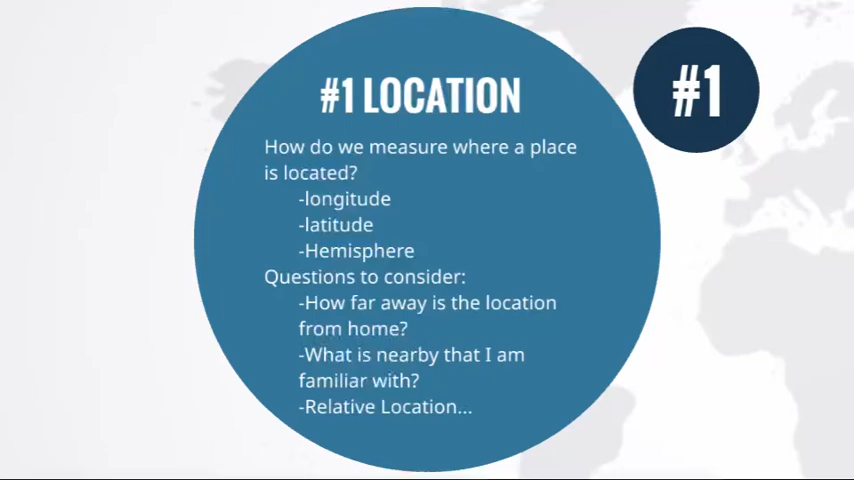 #1 LOCATION
#1
How do we measure where a place
is located?
-longitude
-latitude
-Hemisphere
Questions to consider:
-How far away is the location
from home?
-What is nearby that I am
familiar with?
-Relative Location...